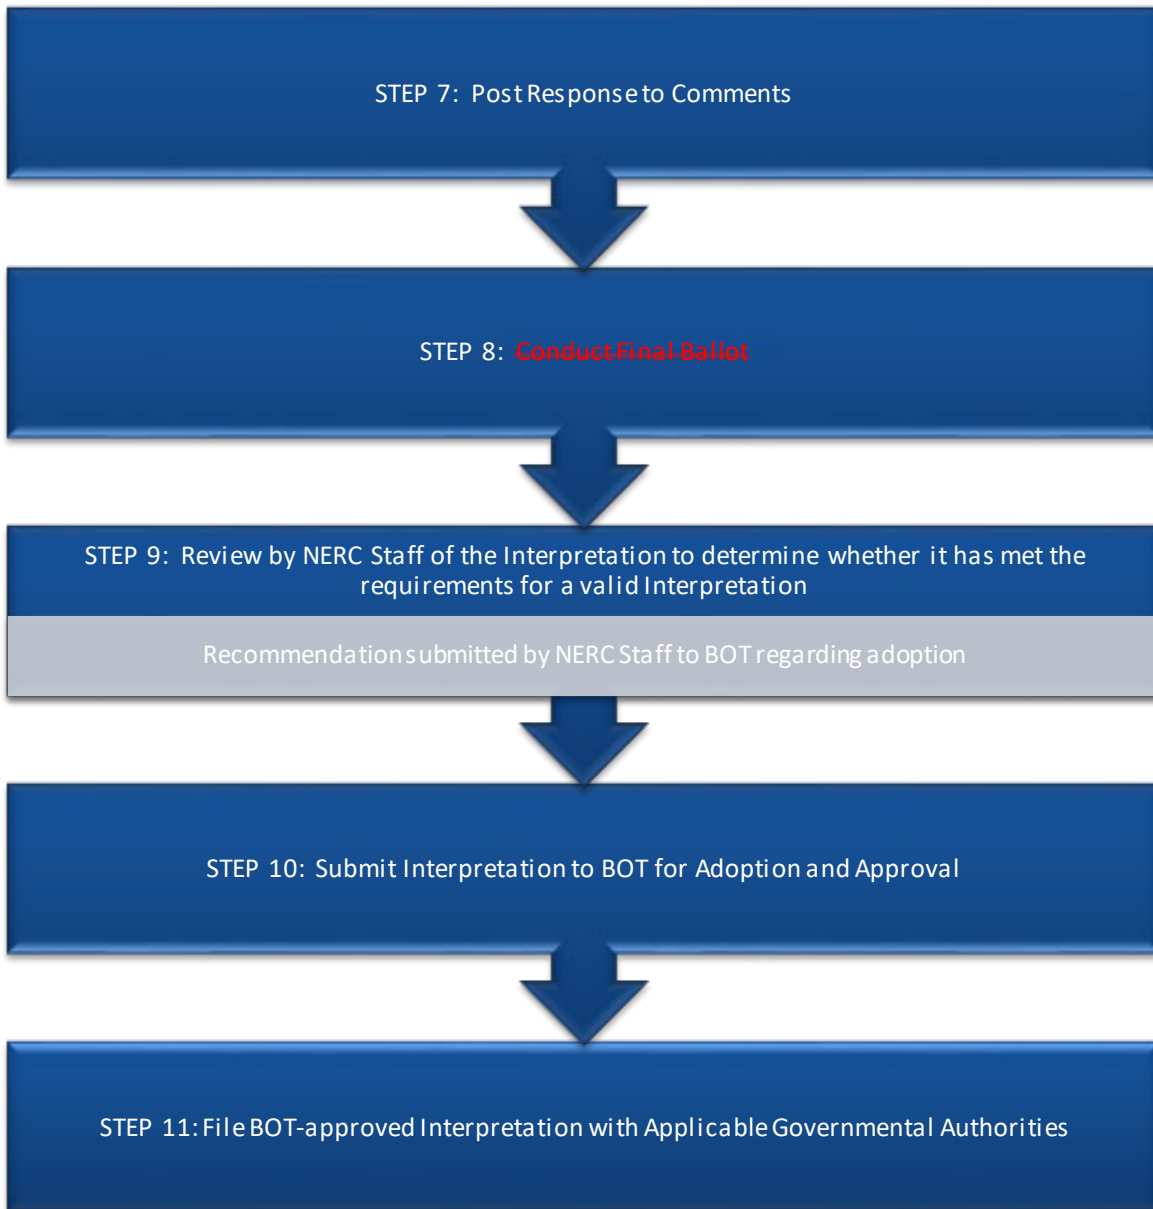 STEP 7: Post Response to Comments
STEP 8: Conduct Final Ballot
STEP 9: Review by NERC Staff of the Interpretation to determine whether it has met the
requirements for a valid Interpretation
Recommendation submitted by NERC Staff to BOT regarding adoption
STEP 10: Submit Interpretation to BOT for Adoption and Approval
STEP 11: File BOT-approved Interpretation with Applicable Governmental Authorities